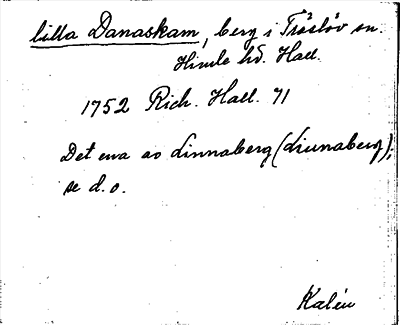 lilla Danaskam, berg i Tröslöv sn.
Himle hd. Hall.
1752 Rich. Hall. 71
Det ena av Linnaberg (Liunaberg),
se d.o.
Kalén